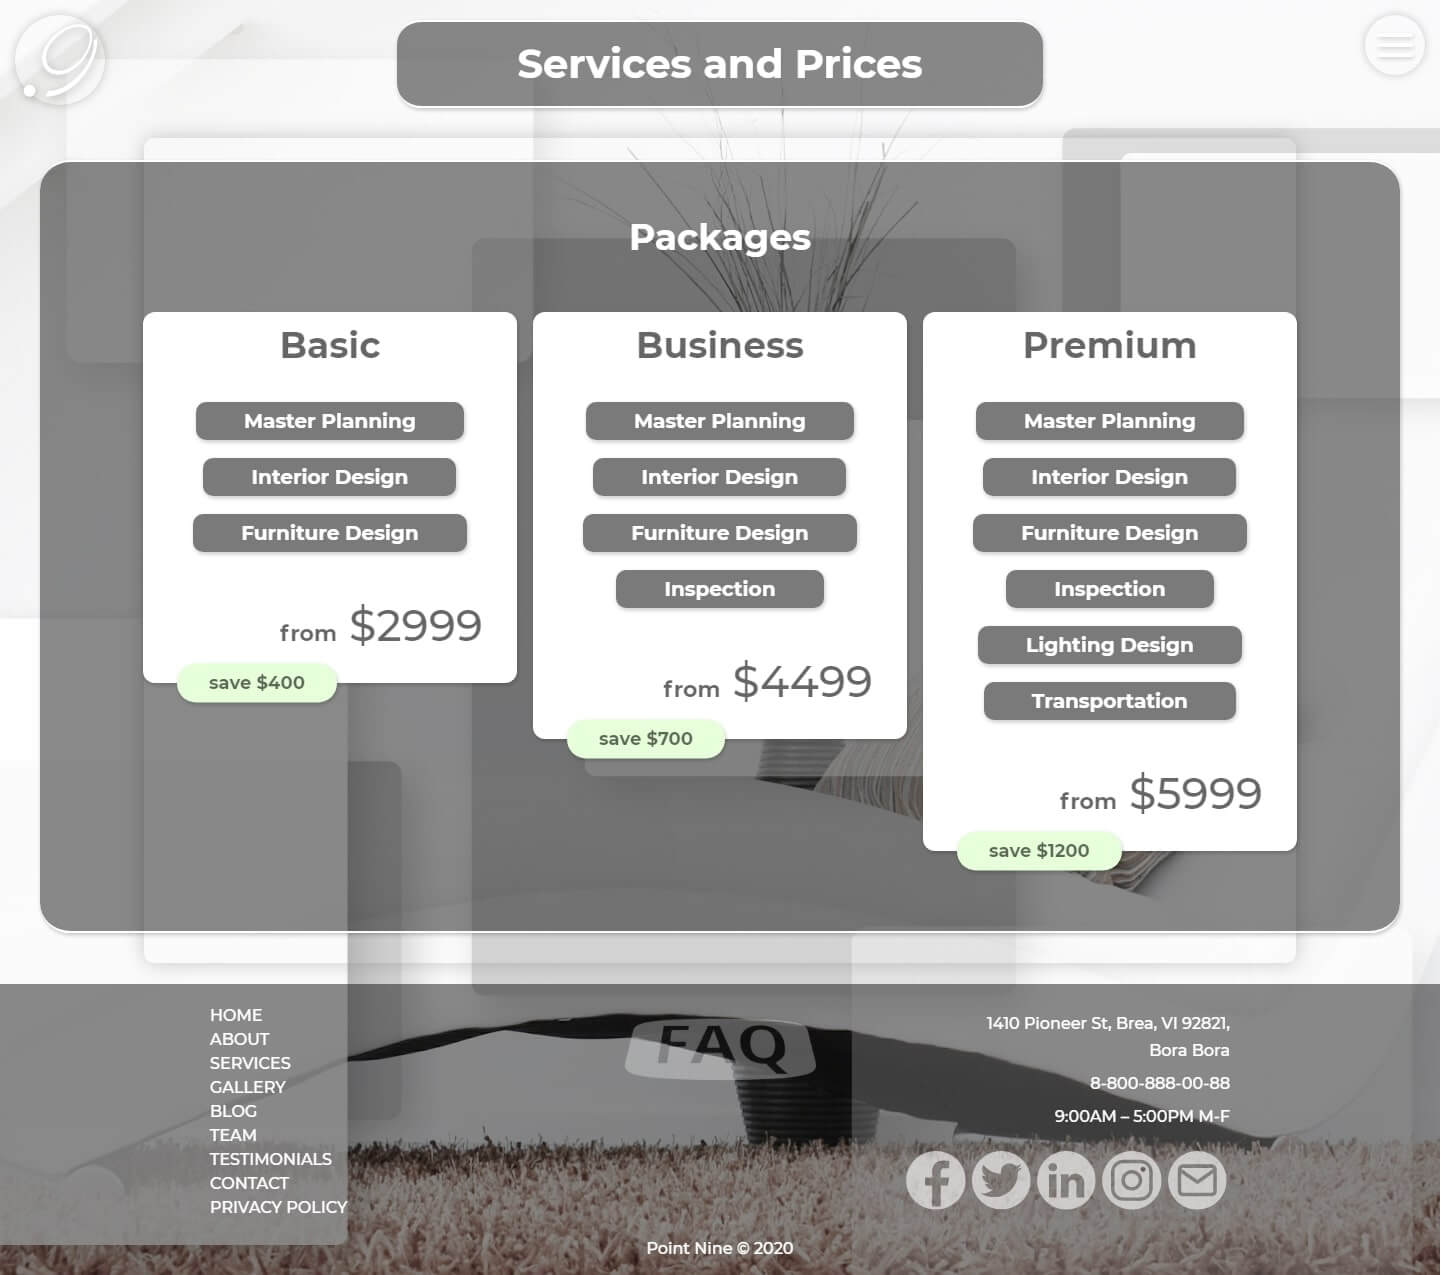 .9
Services and Prices
Packages
Basic
Master Planning
Interior Design
Furniture Design
from $2999
save $400
Business
Master Planning
Interior Design
Furniture Design
Inspection
from $4499
save $700
Premium
Master Planning
Interior Design
Furniture Design
Inspection
Lighting Design
Transportation
from $5999
save $1200
HOME
ABOUT
SERVICES
GALLERY
BLOG
TEAM
TESTIMONIALS
CONTACT
PRIVACY POLICY
FAQ
1410 Pioneer St, Brea, VI 92821,
Bora Bora
8-800-888-00-88
9:00AM – 5:00PM M-F
Point Nine © 2020